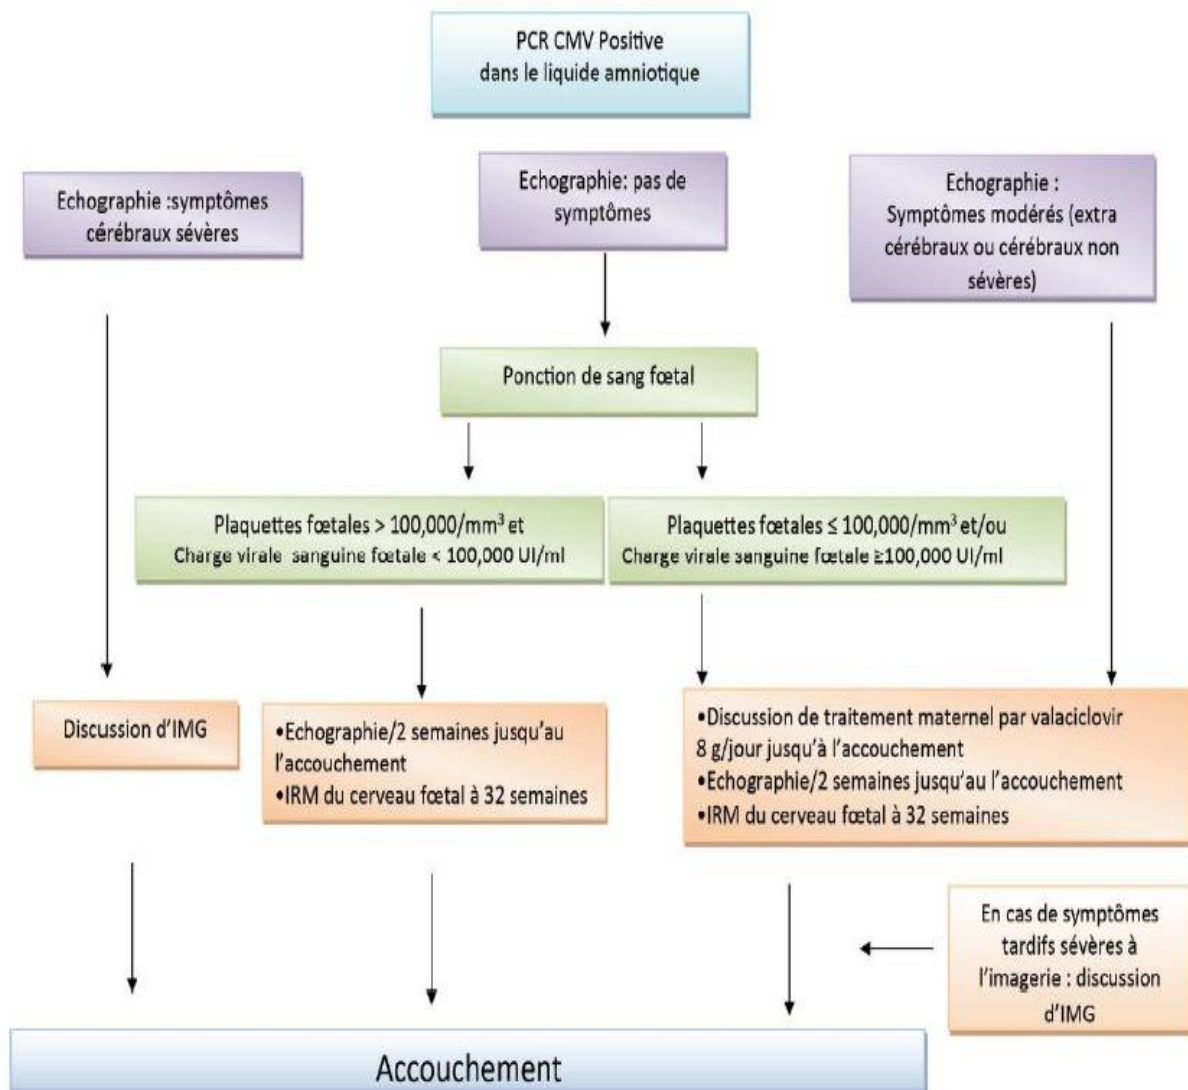 PCR CMV Positive
dans le liquide amniotique
Echographie :symptômes
cérébraux sévères
Echographie: pas de
symptômes
Echographie :
Symptômes modérés (extra
cérébraux ou cérébraux non
sévères)
Ponction de sang fœtal
Plaquettes fœtales > 100,000/mm³ et
Charge virale sanguine fœtale < 100,000 UI/ml
Plaquettes fœtales ≤ 100,000/mm³ et/ou
Charge virale sanguine fœtale ≥100,000 UI/ml
Discussion d'IMG
•Echographie/2 semaines jusqu'au
l'accouchement
•IRM du cerveau fœtal à 32 semaines
•Discussion de traitement maternel par valaciclovir
8 g/jour jusqu'à l'accouchement
•Echographie/2 semaines jusqu'au l'accouchement
•IRM du cerveau fœtal à 32 semaines
En cas de symptômes
tardifs sévères à
l'imagerie : discussion
d'IMG
Accouchement